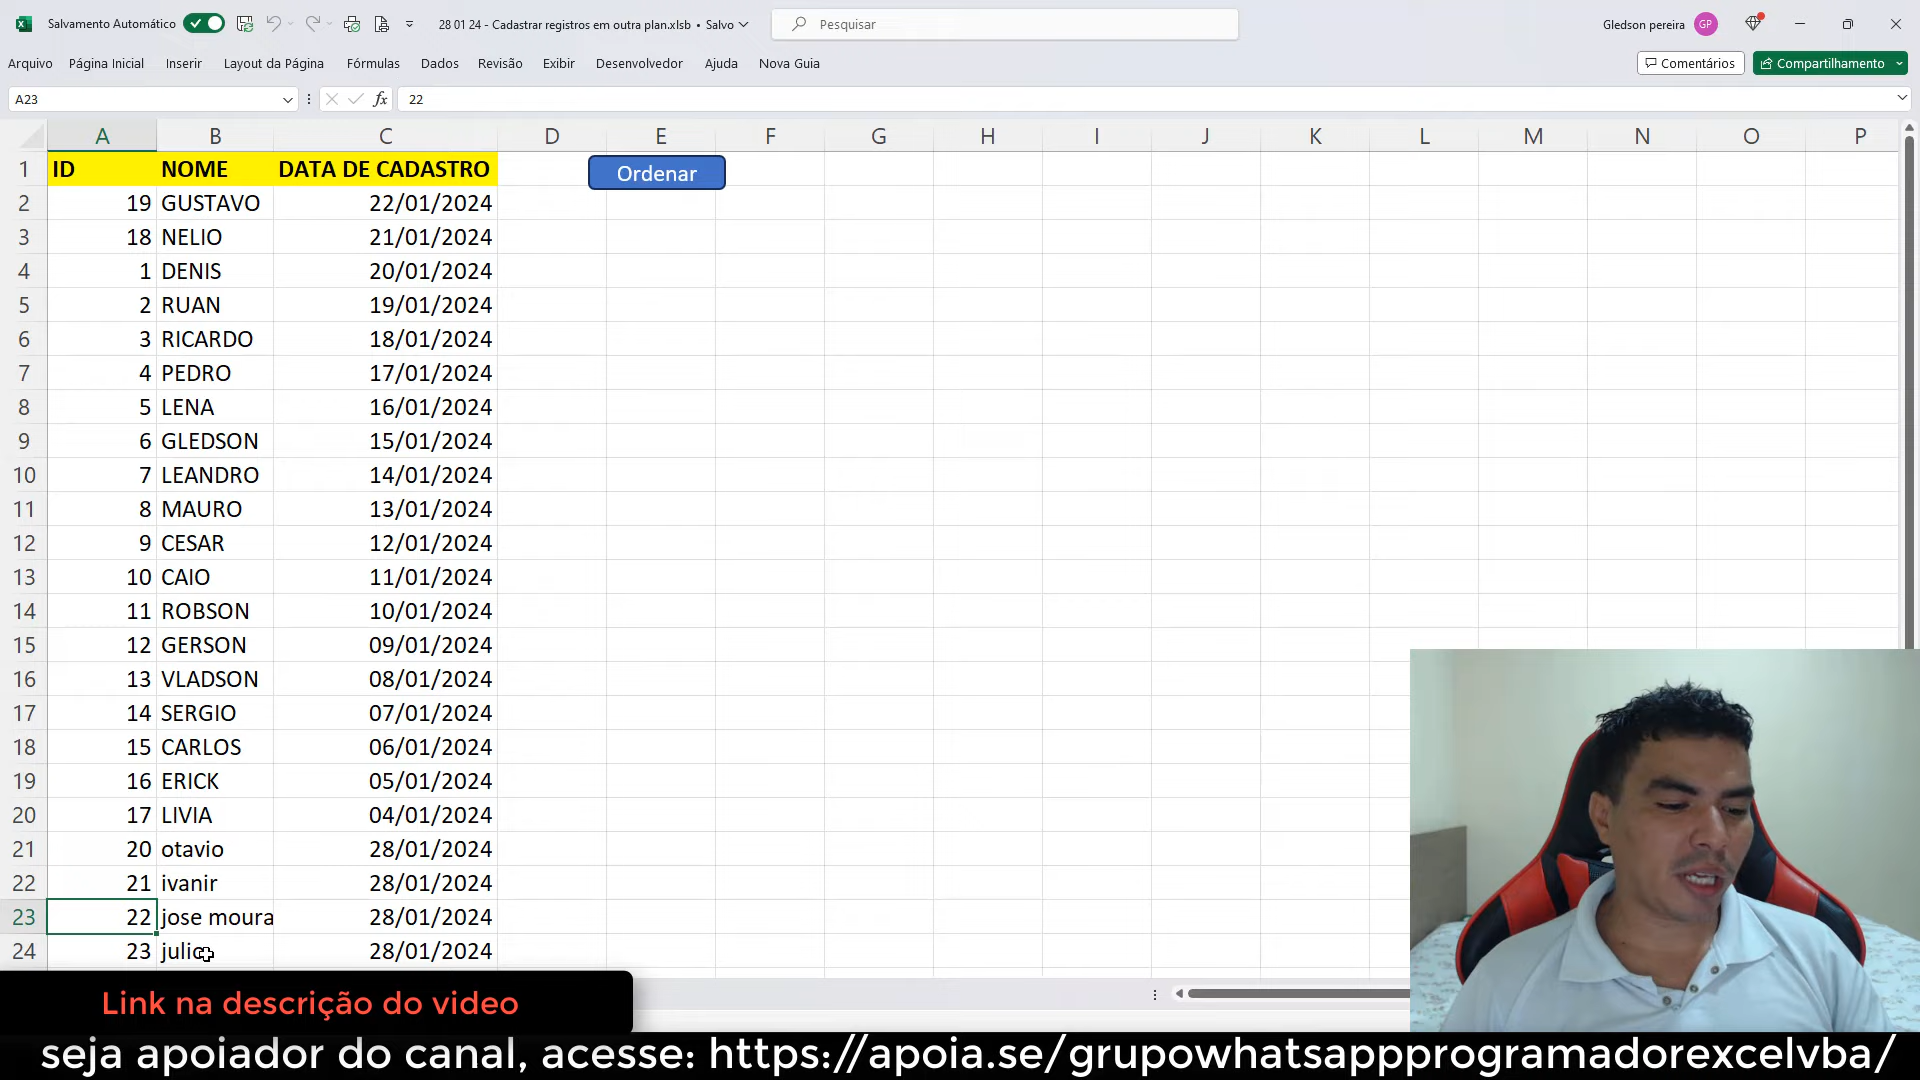 Salvamento Automático 28 01 24 - Cadastrar registros em outra plan.xlsb • Salvo Pesquisar Gledson pereira GP
Arquivo Página Inicial Inserir Layout da Página Fórmulas Dados Revisão Exibir Desenvolvedor Ajuda Nova Guia Comentários Compartilhamento
A23 fx 22
A B C D E F G H I J K L M N O P
1 ID NOME DATA DE CADASTRO Ordenar
2 19 GUSTAVO 22/01/2024
3 18 NELIO 21/01/2024
4 1 DENIS 20/01/2024
5 2 RUAN 19/01/2024
6 3 RICARDO 18/01/2024
7 4 PEDRO 17/01/2024
8 5 LENA 16/01/2024
9 6 GLEDSON 15/01/2024
10 7 LEANDRO 14/01/2024
11 8 MAURO 13/01/2024
12 9 CESAR 12/01/2024
13 10 CAIO 11/01/2024
14 11 ROBSON 10/01/2024
15 12 GERSON 09/01/2024
16 13 VLADSON 08/01/2024
17 14 SERGIO 07/01/2024
18 15 CARLOS 06/01/2024
19 16 ERICK 05/01/2024
20 17 LIVIA 04/01/2024
21 20 otavio 28/01/2024
22 21 ivanir 28/01/2024
23 22 jose moura 28/01/2024
24 23 julio 28/01/2024
Link na descrição do video
seja apoiador do canal, acesse: https://apoia.se/grupowhatsappprogramadorexcelvba/